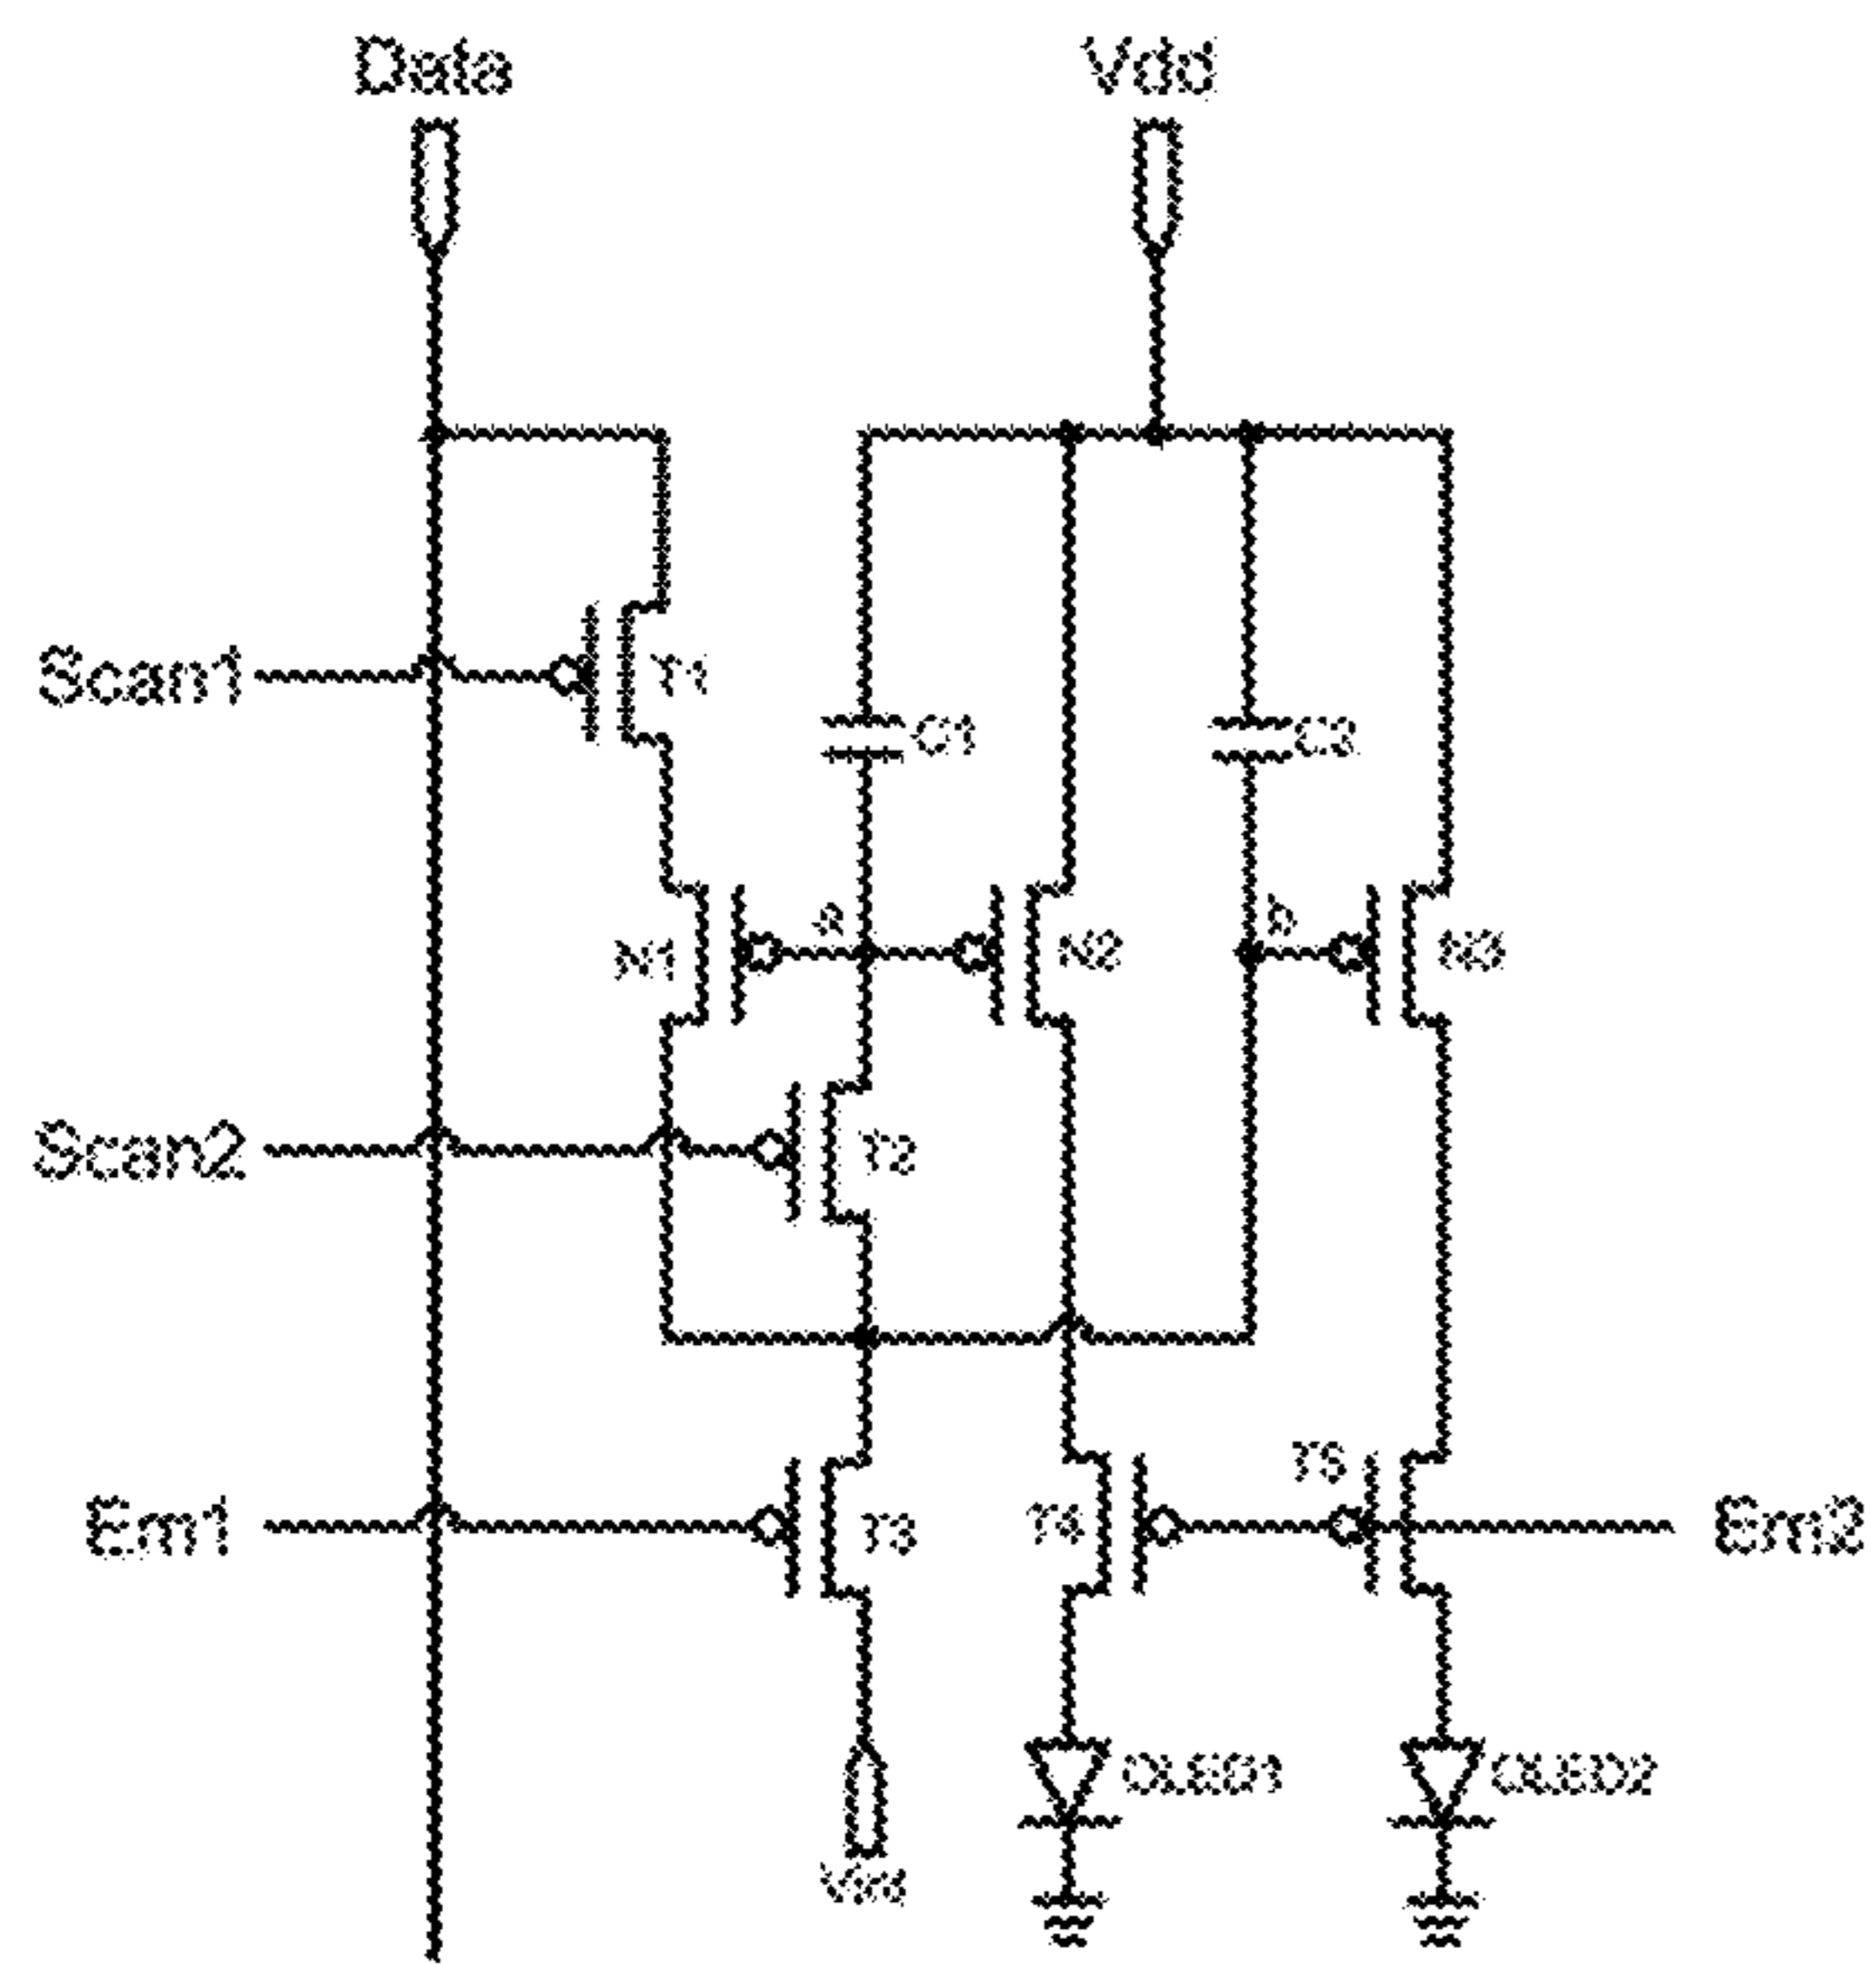 Data Vdd
Scan1
T1
C1 C2
a b
N1 N2 N3
Scan2 T2
T5
Em1 T3 T4 Em2
OLED1 OLED2